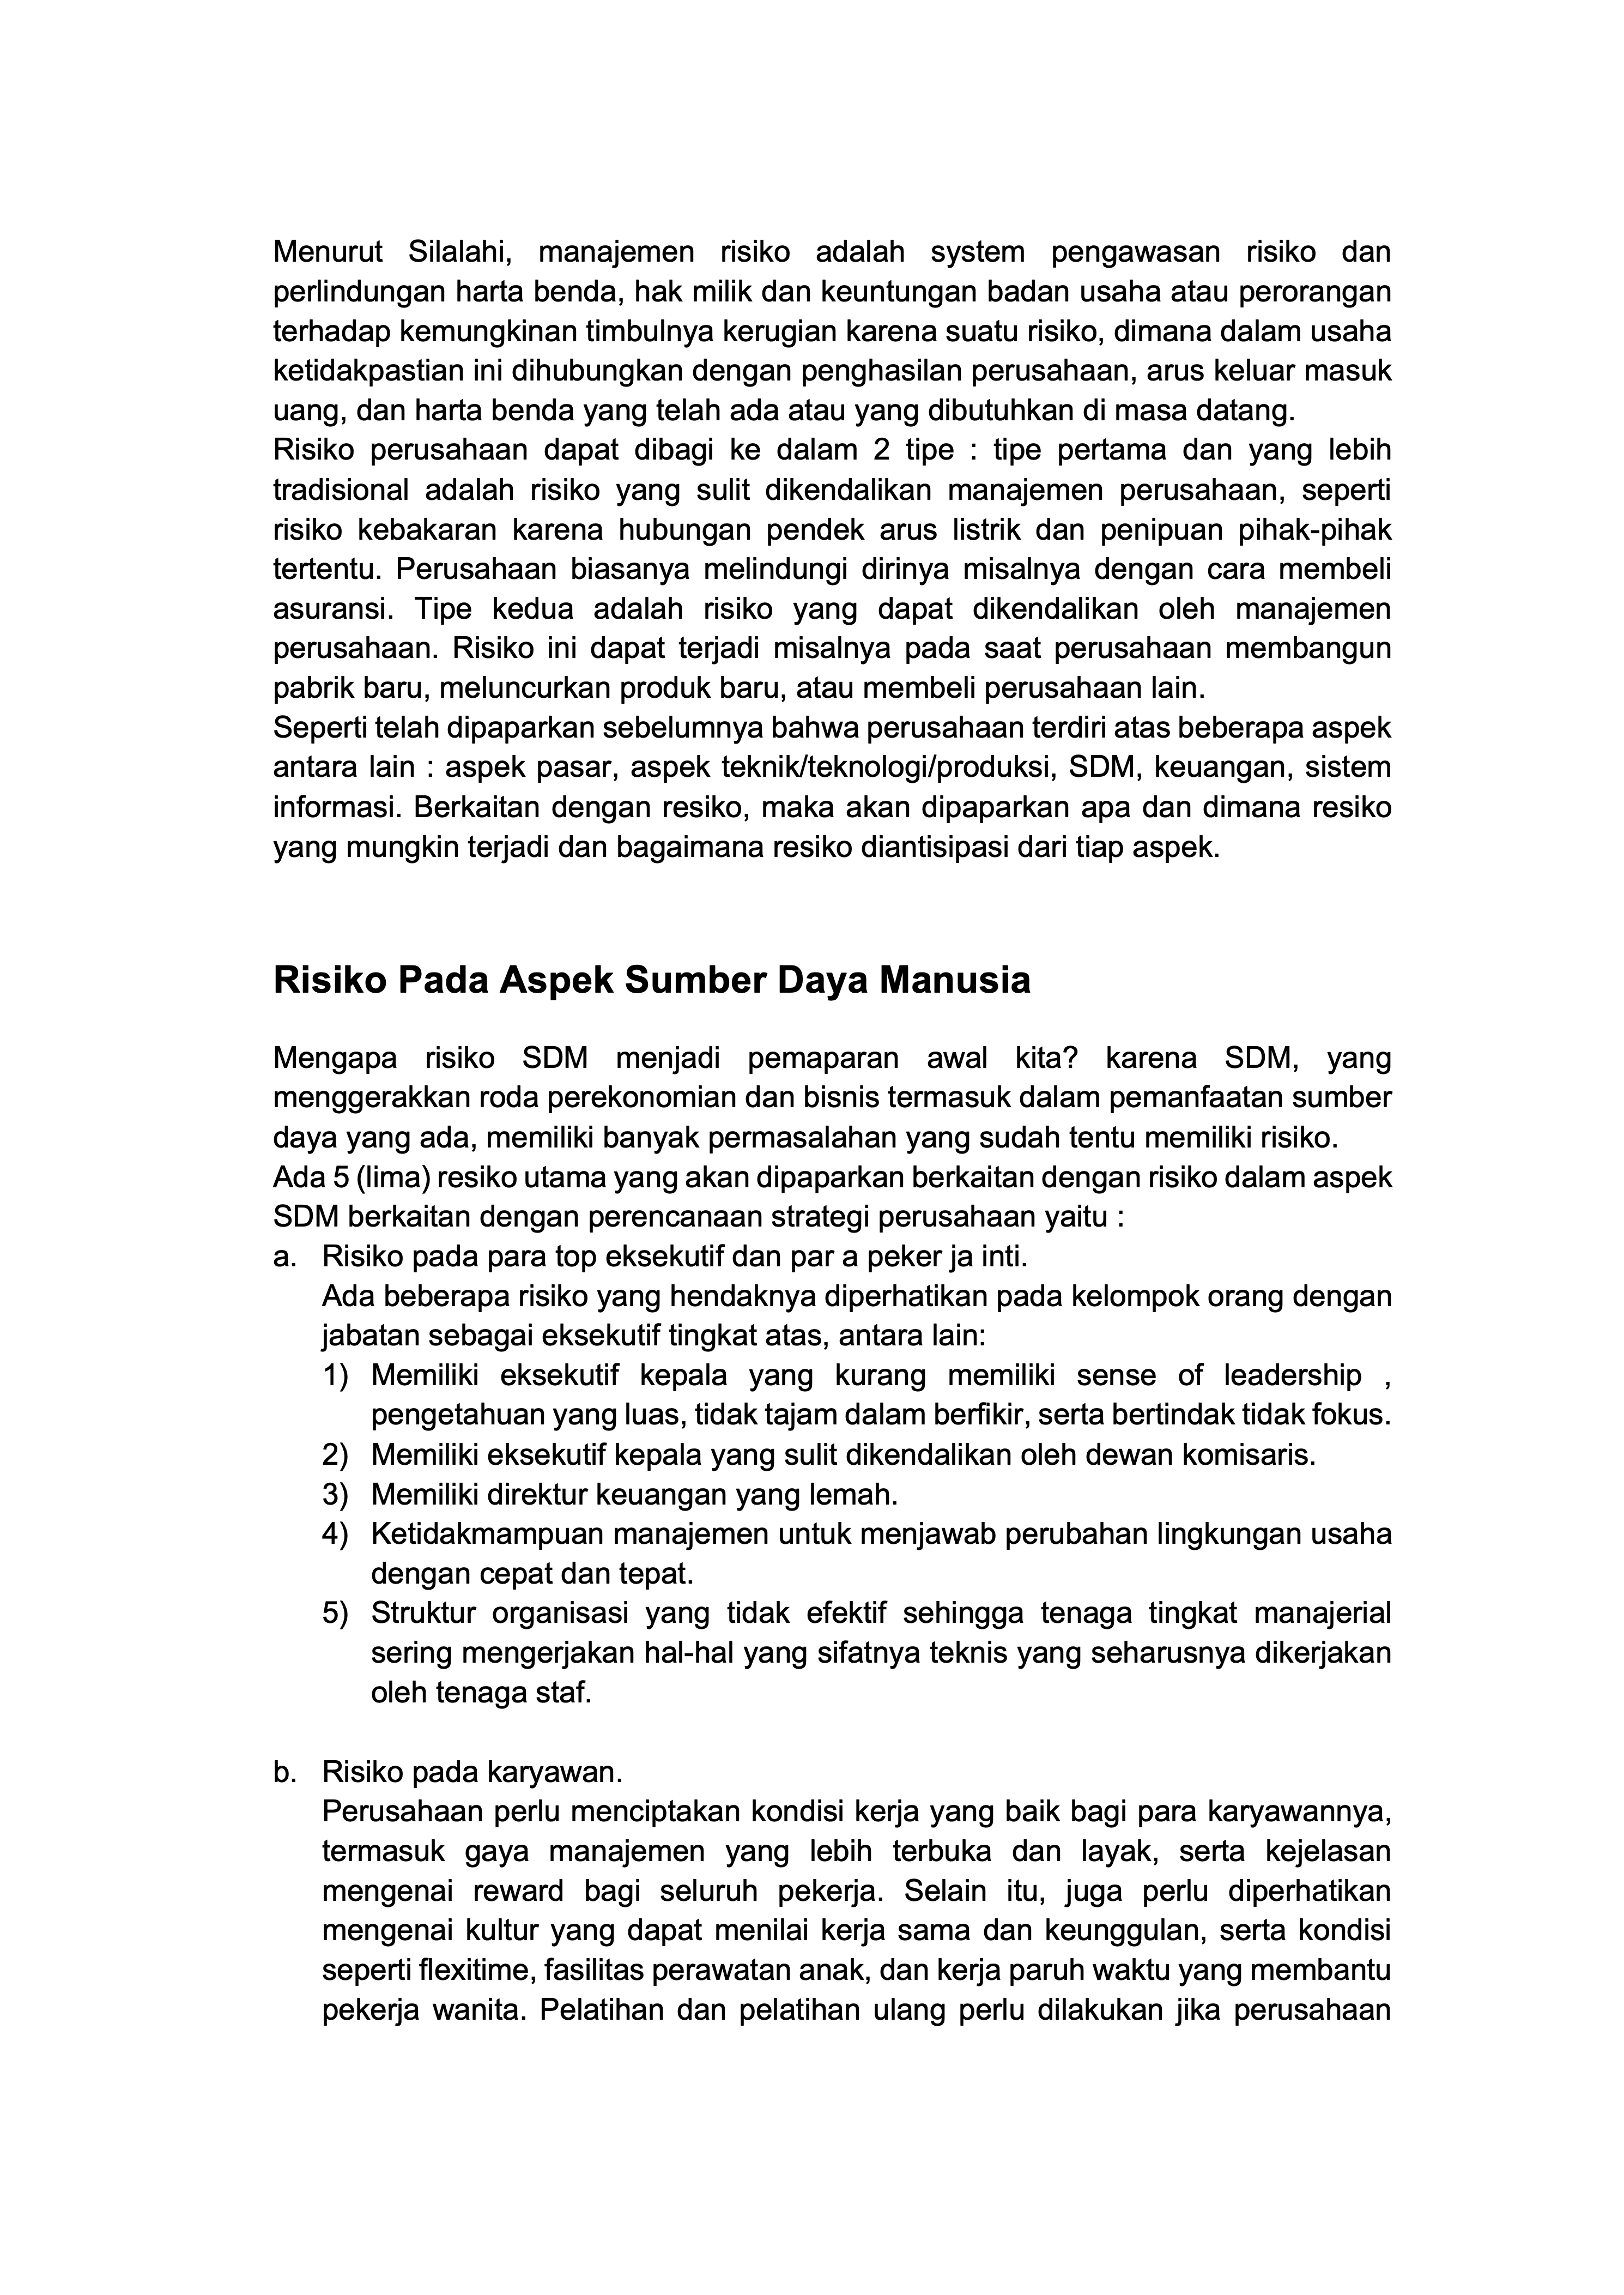 Menurut Silalahi, manajemen risiko adalah system pengawasan risiko dan
perlindungan harta benda, hak milik dan keuntungan badan usaha atau perorangan
terhadap kemungkinan timbulnya kerugian karena suatu risiko, dimana dalam usaha
ketidakpastian ini dihubungkan dengan penghasilan perusahaan, arus keluar masuk
uang, dan harta benda yang telah ada atau yang dibutuhkan di masa datang.
Risiko perusahaan dapat dibagi ke dalam 2 tipe : tipe pertama dan yang lebih
tradisional adalah risiko yang sulit dikendalikan manajemen perusahaan, seperti
risiko kebakaran karena hubungan pendek arus listrik dan penipuan pihak-pihak
tertentu. Perusahaan biasanya melindungi dirinya misalnya dengan cara membeli
asuransi. Tipe kedua adalah risiko yang dapat dikendalikan oleh manajemen
perusahaan. Risiko ini dapat terjadi misalnya pada saat perusahaan membangun
pabrik baru, meluncurkan produk baru, atau membeli perusahaan lain.
Seperti telah dipaparkan sebelumnya bahwa perusahaan terdiri atas beberapa aspek
antara lain : aspek pasar, aspek teknik/teknologi/produksi, SDM, keuangan, sistem
informasi. Berkaitan dengan resiko, maka akan dipaparkan apa dan dimana resiko
yang mungkin terjadi dan bagaimana resiko diantisipasi dari tiap aspek.
Risiko Pada Aspek Sumber Daya Manusia
Mengapa risiko SDM menjadi pemaparan awal kita? karena SDM, yang
menggerakkan roda perekonomian dan bisnis termasuk dalam pemanfaatan sumber
daya yang ada, memiliki banyak permasalahan yang sudah tentu memiliki risiko.
Ada 5 (lima) resiko utama yang akan dipaparkan berkaitan dengan risiko dalam aspek
SDM berkaitan dengan perencanaan strategi perusahaan yaitu :
a. Risiko pada para top eksekutif dan par a peker ja inti.
Ada beberapa risiko yang hendaknya diperhatikan pada kelompok orang dengan
jabatan sebagai eksekutif tingkat atas, antara lain:
1) Memiliki eksekutif kepala yang kurang memiliki sense of leadership ,
pengetahuan yang luas, tidak tajam dalam berfikir, serta bertindak tidak fokus.
2) Memiliki eksekutif kepala yang sulit dikendalikan oleh dewan komisaris.
3) Memiliki direktur keuangan yang lemah.
4) Ketidakmampuan manajemen untuk menjawab perubahan lingkungan usaha
dengan cepat dan tepat.
5) Struktur organisasi yang tidak efektif sehingga tenaga tingkat manajerial
sering mengerjakan hal-hal yang sifatnya teknis yang seharusnya dikerjakan
oleh tenaga staf.
b. Risiko pada karyawan.
Perusahaan perlu menciptakan kondisi kerja yang baik bagi para karyawannya,
termasuk gaya manajemen yang lebih terbuka dan layak, serta kejelasan
mengenai reward bagi seluruh pekerja. Selain itu, juga perlu diperhatikan
mengenai kultur yang dapat menilai kerja sama dan keunggulan, serta kondisi
seperti flexitime, fasilitas perawatan anak, dan kerja paruh waktu yang membantu
pekerja wanita. Pelatihan dan pelatihan ulang perlu dilakukan jika perusahaan